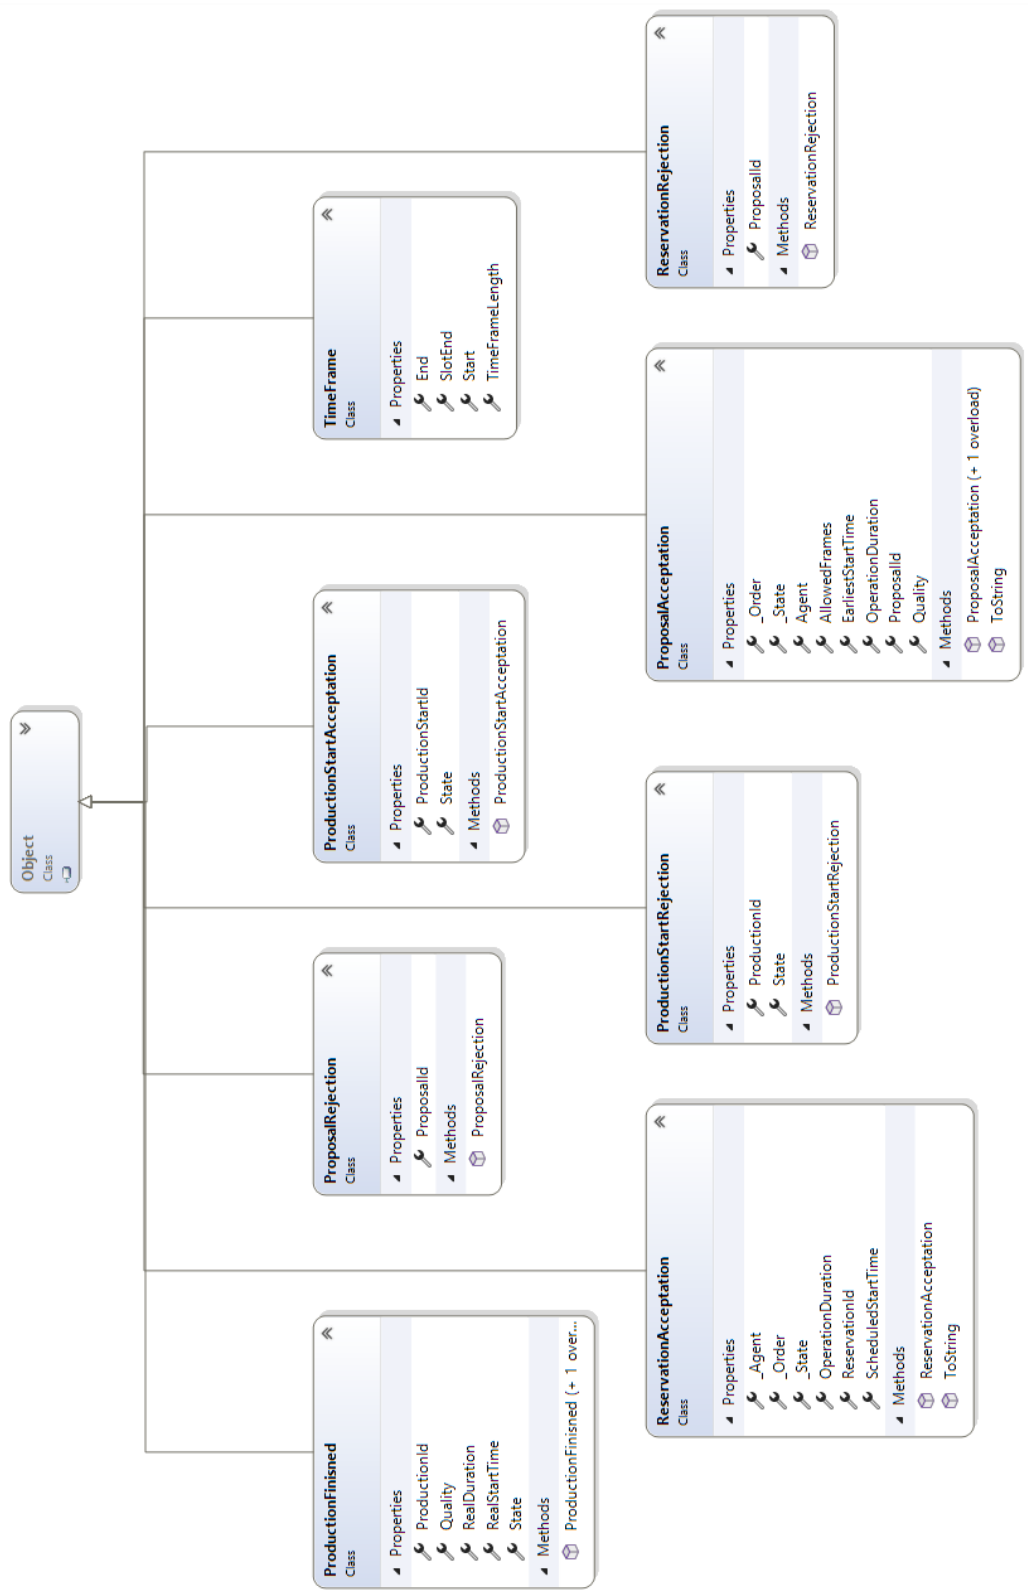 Object
Class
ProductionFinisned
Class
Properties
ProductionId
Quality
RealDuration
RealStartTime
State
Methods
ProductionFinisned (+ 1 over...
ProposalRejection
Class
Properties
ProposalId
Methods
ProposalRejection
ProductionStartAcceptation
Class
Properties
ProductionStartId
State
Methods
ProductionStartAcceptation
TimeFrame
Class
Properties
End
SlotEnd
Start
TimeFrameLength
ReservationAcceptation
Class
Properties
_Agent
_Order
_State
OperationDuration
ReservationId
ScheduledStartTime
Methods
ReservationAcceptation
ToString
ProductionStartRejection
Class
Properties
ProductionId
State
Methods
ProductionStartRejection
ProposalAcceptation
Class
Properties
_Order
_State
Agent
AllowedFrames
EarliestStartTime
OperationDuration
ProposalId
Quality
Methods
ProposalAcceptation (+ 1 overload)
ToString
ReservationRejection
Class
Properties
ProposalId
Methods
ReservationRejection